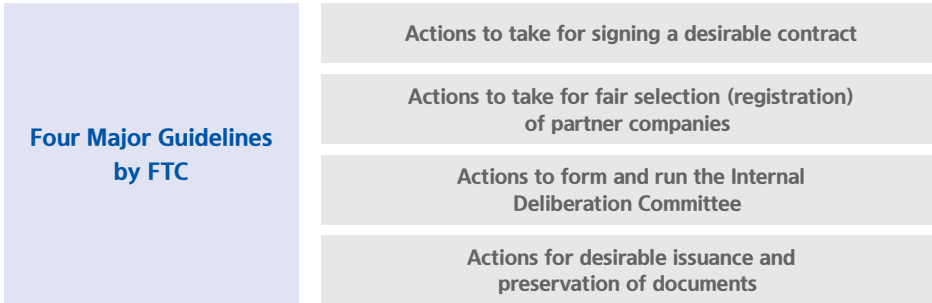 Four Major Guidelines
by FTC
Actions to take for signing a desirable contract
Actions to take for fair selection (registration)
of partner companies
Actions to form and run the Internal
Deliberation Committee
Actions for desirable issuance and
preservation of documents